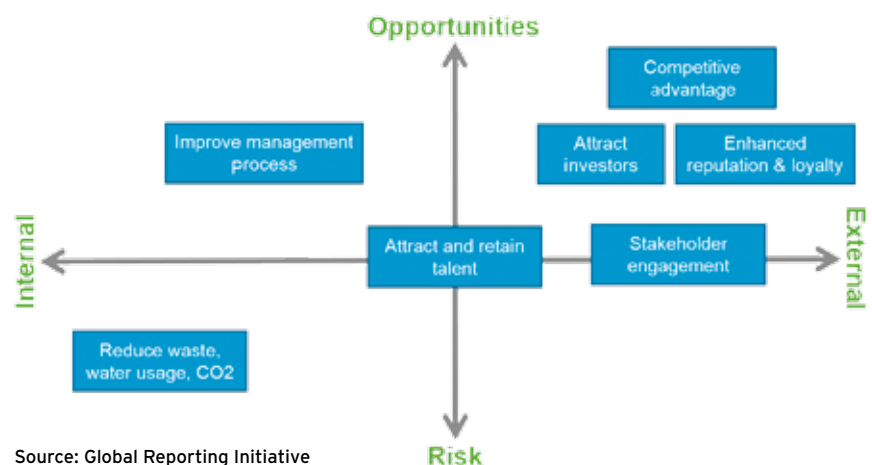 Opportunities
Competitive
advantage
Improve management
process
Attract
investors
Enhanced
reputation & loyalty
Internal
Attract and retain
talent
Stakeholder
engagement
External
Reduce waste,
water usage, CO2
Source: Global Reporting Initiative
Risk